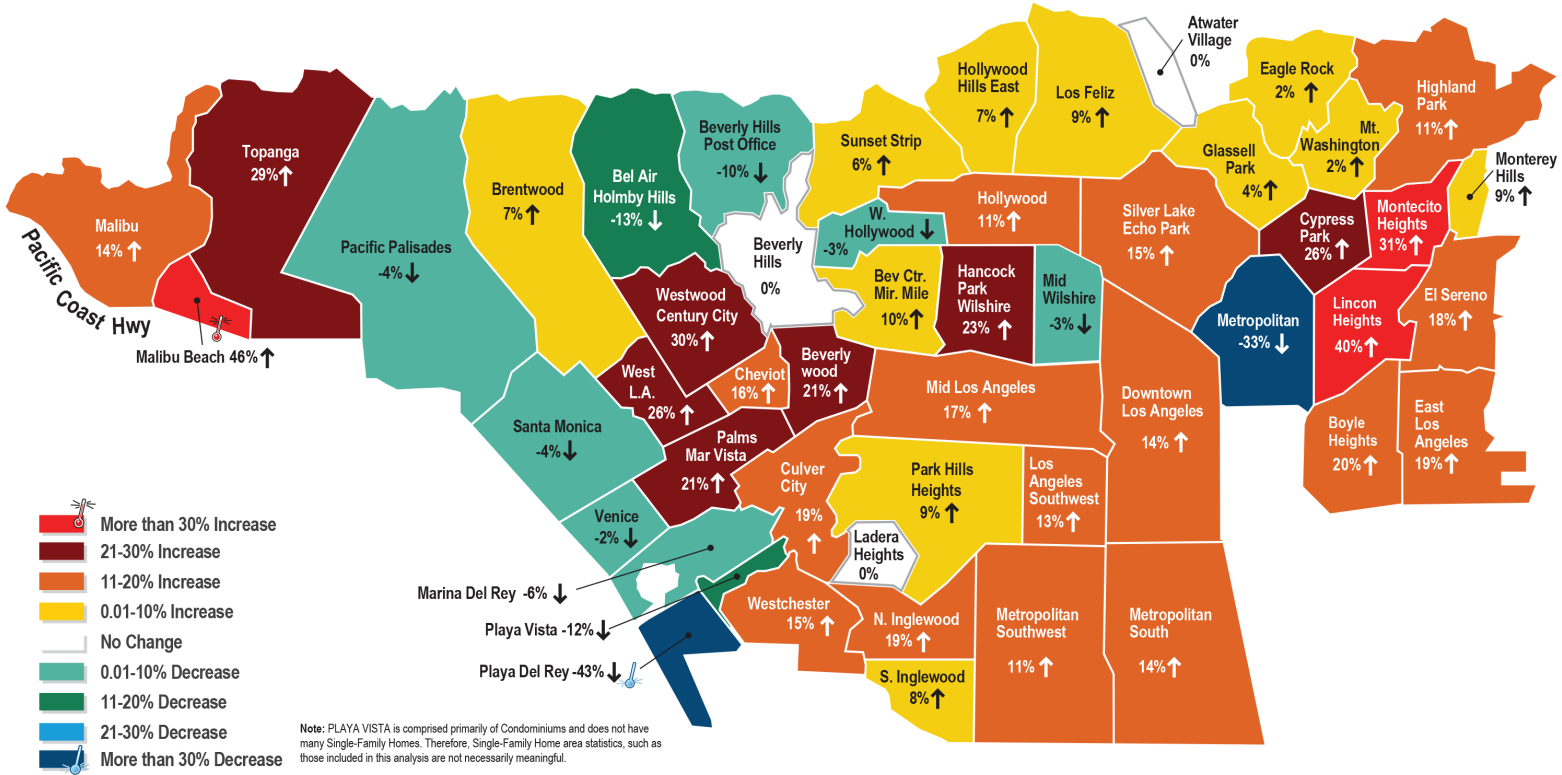 Atwater
Village
0%
Hollywood
Hills East
7%
Los Feliz
9%
Eagle Rock
2%
Highland
Park
11%
Mt.
Washington
2%
Glassell
Park
4%
Monterey
Hills
9%
Topanga
29%
Beverly Hills
Post Office
-10%
Sunset Strip
6%
Bel Air
Holmby Hills
-13%
Brentwood
7%
Malibu
14%
Pacific Coast Hwy
Malibu Beach 46%
Pacific Palisades
-4%
Beverly
Hills
0%
W.
Hollywood
-3%
Hollywood
11%
Silver Lake
Echo Park
15%
Cypress
Park
26%
Montecito
Heights
31%
Westwood
Century City
30%
Bev Ctr.
Mir. Mile
10%
Hancock
Park
Wilshire
23%
Mid
Wilshire
-3%
Metropolitan
-33%
Lincon
Heights
40%
El Sereno
18%
West
L.A.
26%
Cheviot
16%
Beverly
wood
21%
Mid Los Angeles
17%
Downtown
Los Angeles
14%
Boyle
Heights
20%
East
Los
Angeles
19%
Santa Monica
-4%
Palms
Mar Vista
21%
Culver
City
19%
Park Hills
Heights
9%
Los
Angeles
Southwest
13%
Venice
-2%
Ladera
Heights
0%
Marina Del Rey -6%
Playa Vista -12%
Playa Del Rey -43%
Westchester
15%
N. Inglewood
19%
S. Inglewood
8%
Metropolitan
Southwest
11%
Metropolitan
South
14%
More than 30% Increase
21-30% Increase
11-20% Increase
0.01-10% Increase
No Change
0.01-10% Decrease
11-20% Decrease
21-30% Decrease
More than 30% Decrease
Note: PLAYA VISTA is comprised primarily of Condominiums and does not have
many Single-Family Homes. Therefore, Single-Family Home area statistics, such as
those included in this analysis are not necessarily meaningful.